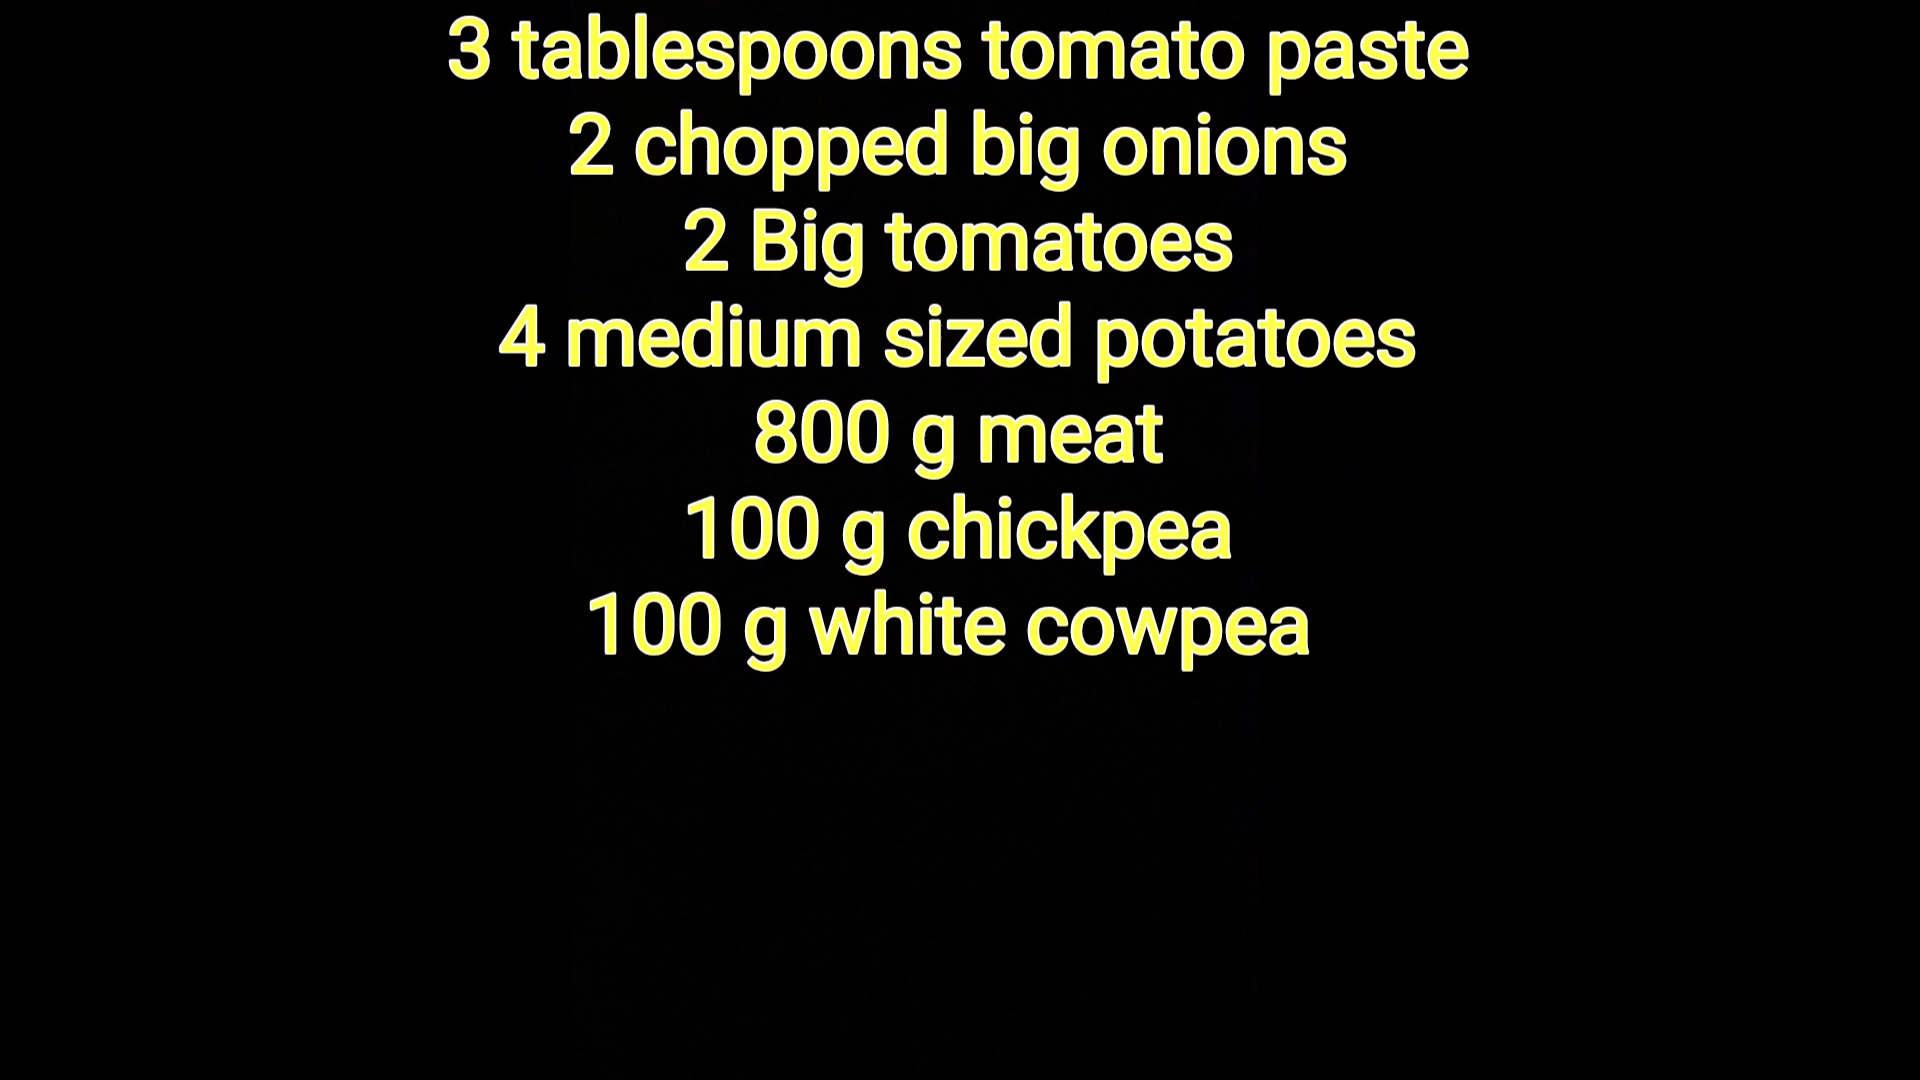 3 tablespoons tomato paste
2 chopped big onions
2 Big tomatoes
4 medium sized potatoes
800 g meat
100 g chickpea
100 g white cowpea